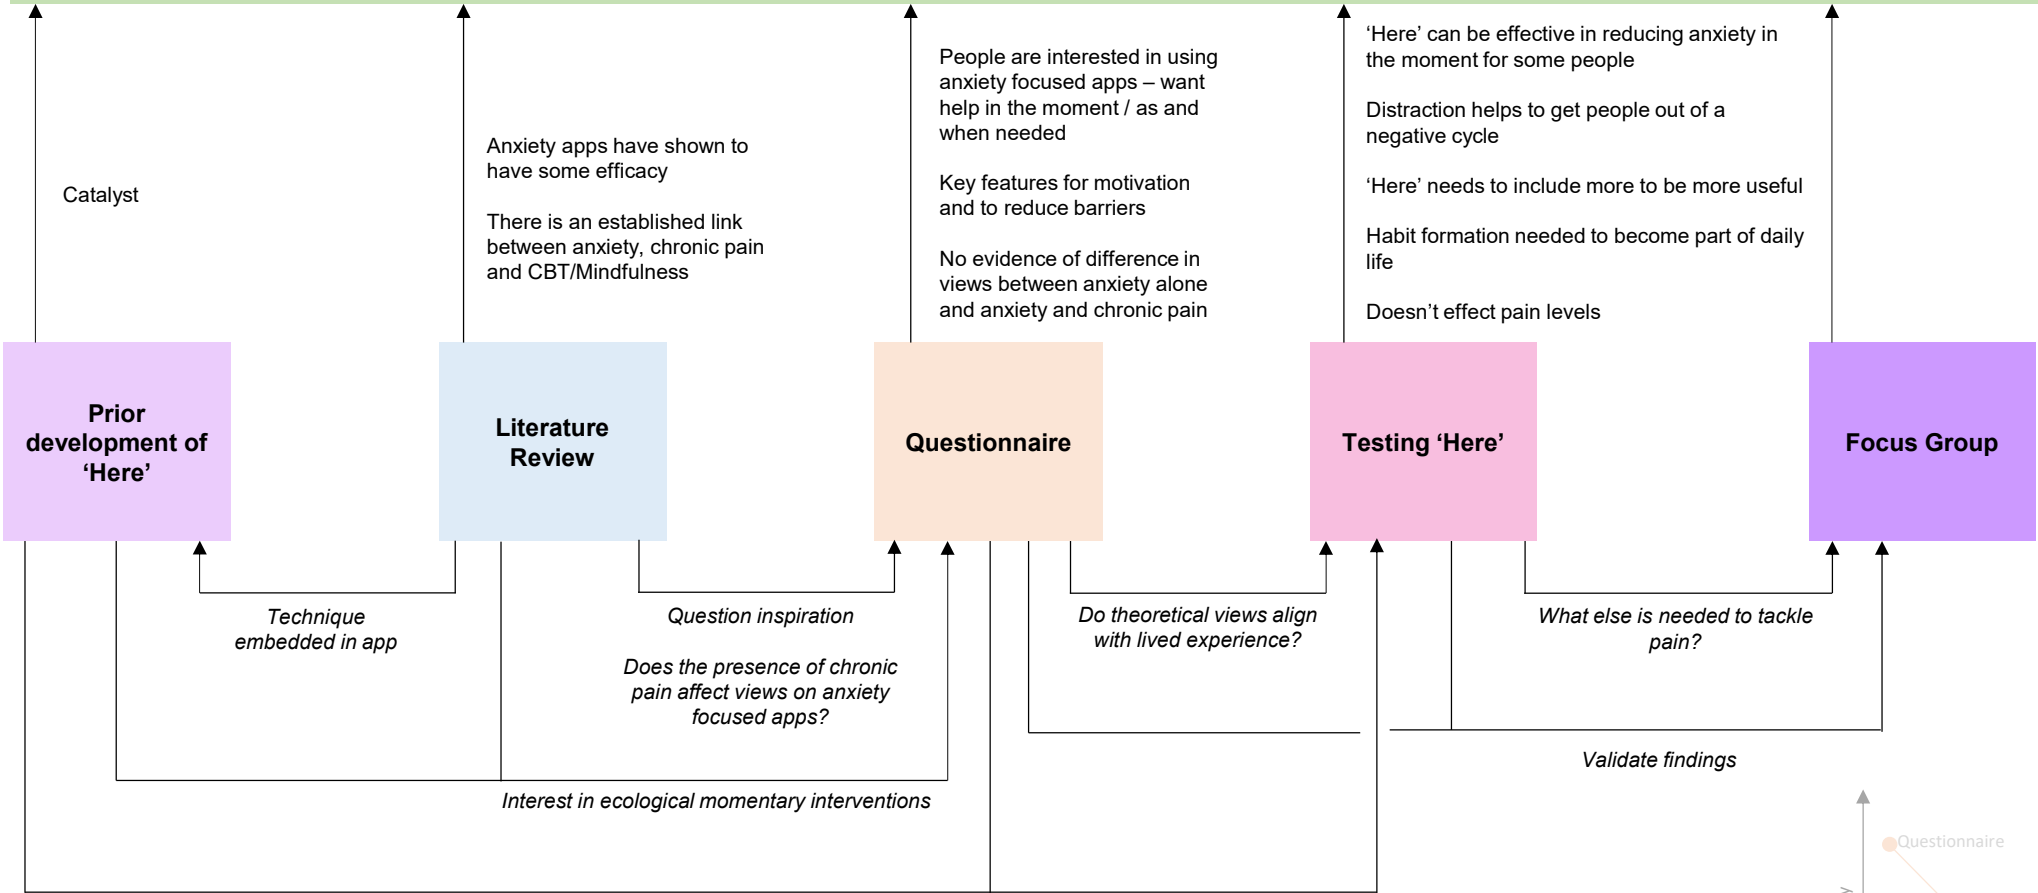 Catalyst
Anxiety apps have shown to
have some efficacy
There is an established link
between anxiety, chronic pain
and CBT/Mindfulness
People are interested in using
anxiety focused apps – want
help in the moment / as and
when needed
Key features for motivation
and to reduce barriers
No evidence of difference in
views between anxiety alone
and anxiety and chronic pain
‘Here’ can be effective in reducing anxiety in
the moment for some people
Distraction helps to get people out of a
negative cycle
‘Here’ needs to include more to be more useful
Habit formation needed to become part of daily
life
Doesn’t effect pain levels
Prior
development of
‘Here’
Literature
Review
Questionnaire
Testing ‘Here’
Focus Group
Technique
embedded in app
Question inspiration
Does the presence of chronic
pain affect views on anxiety
focused apps?
Do theoretical views align
with lived experience?
What else is needed to tackle
pain?
Validate findings
Interest in ecological momentary interventions
Questionnaire